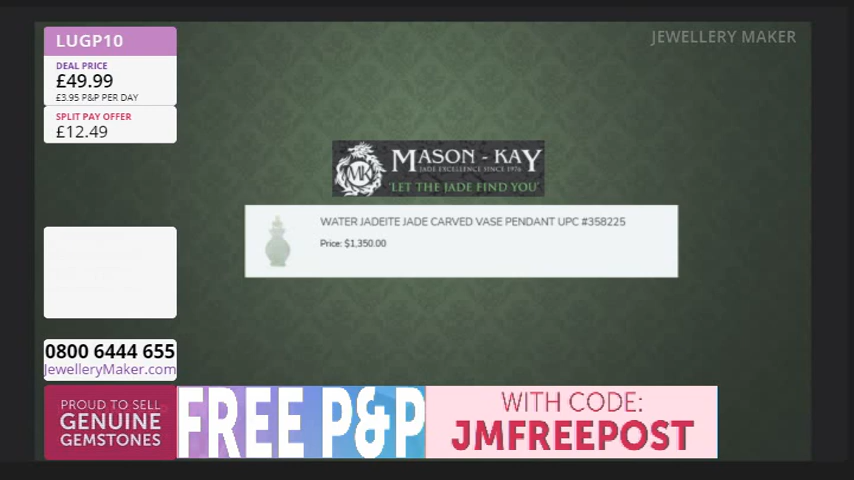 LUGP10
DEAL PRICE
£49.99
£3.95 P&P PER DAY
SPLIT PAY OFFER
£12.49
JEWELLERY MAKER
MASON - KAY
JADE EXCELLENCE SINCE 1976
'LET THE JADE FIND YOU'
WATER JADEITE JADE CARVED VASE PENDANT UPC #358225
Price: $1,350.00
0800 6444 655
JewelleryMaker.com
PROUD TO SELL
GENUINE
GEMSTONES
FREE P&P
WITH CODE:
JMFREEPOST